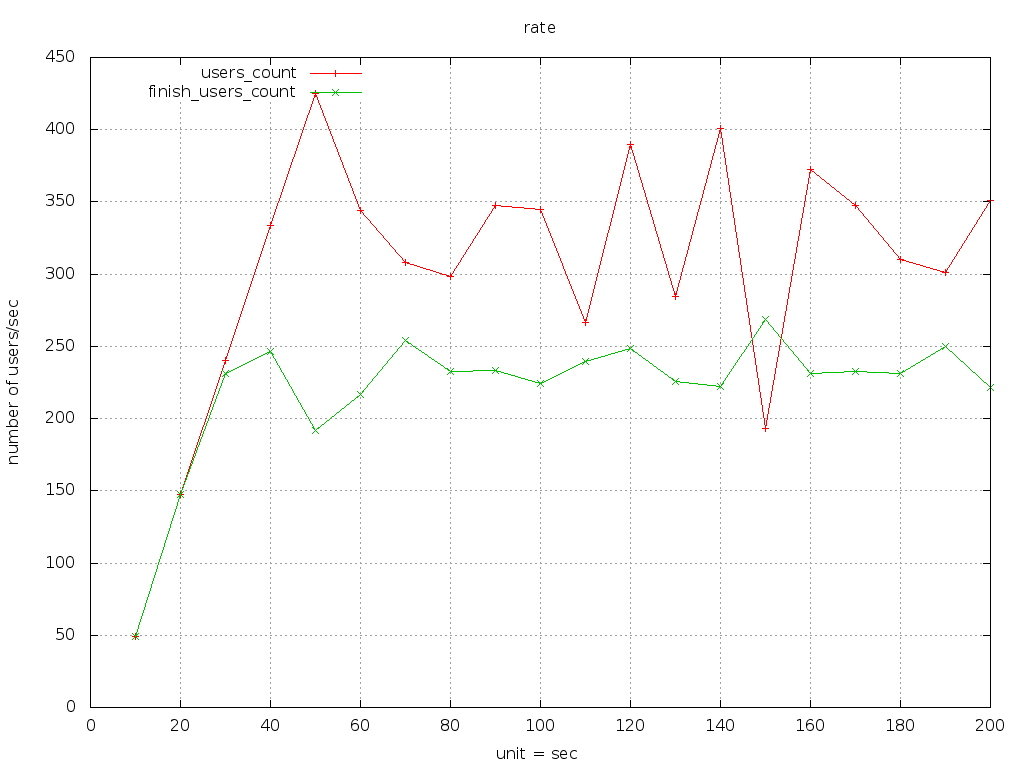 rate
450
users_count
finish_users_count
400
350
300
250
200
150
100
50
0
number of users/sec
0 20 40 60 80 100 120 140 160 180 200
unit = sec